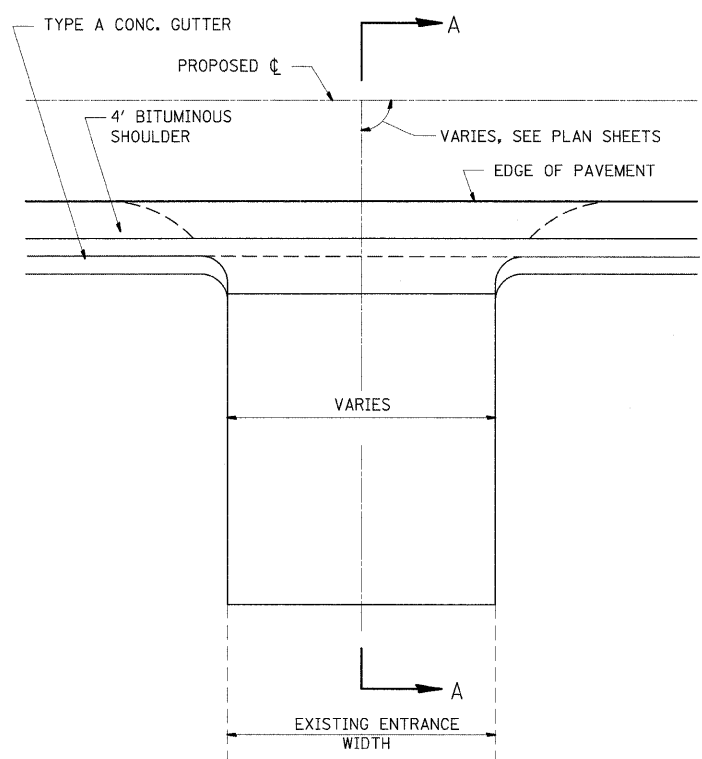 TYPE A CONC. GUTTER
A
PROPOSED ℄
4' BITUMINOUS
SHOULDER
VARIES, SEE PLAN SHEETS
EDGE OF PAVEMENT
VARIES
A
EXISTING ENTRANCE
WIDTH